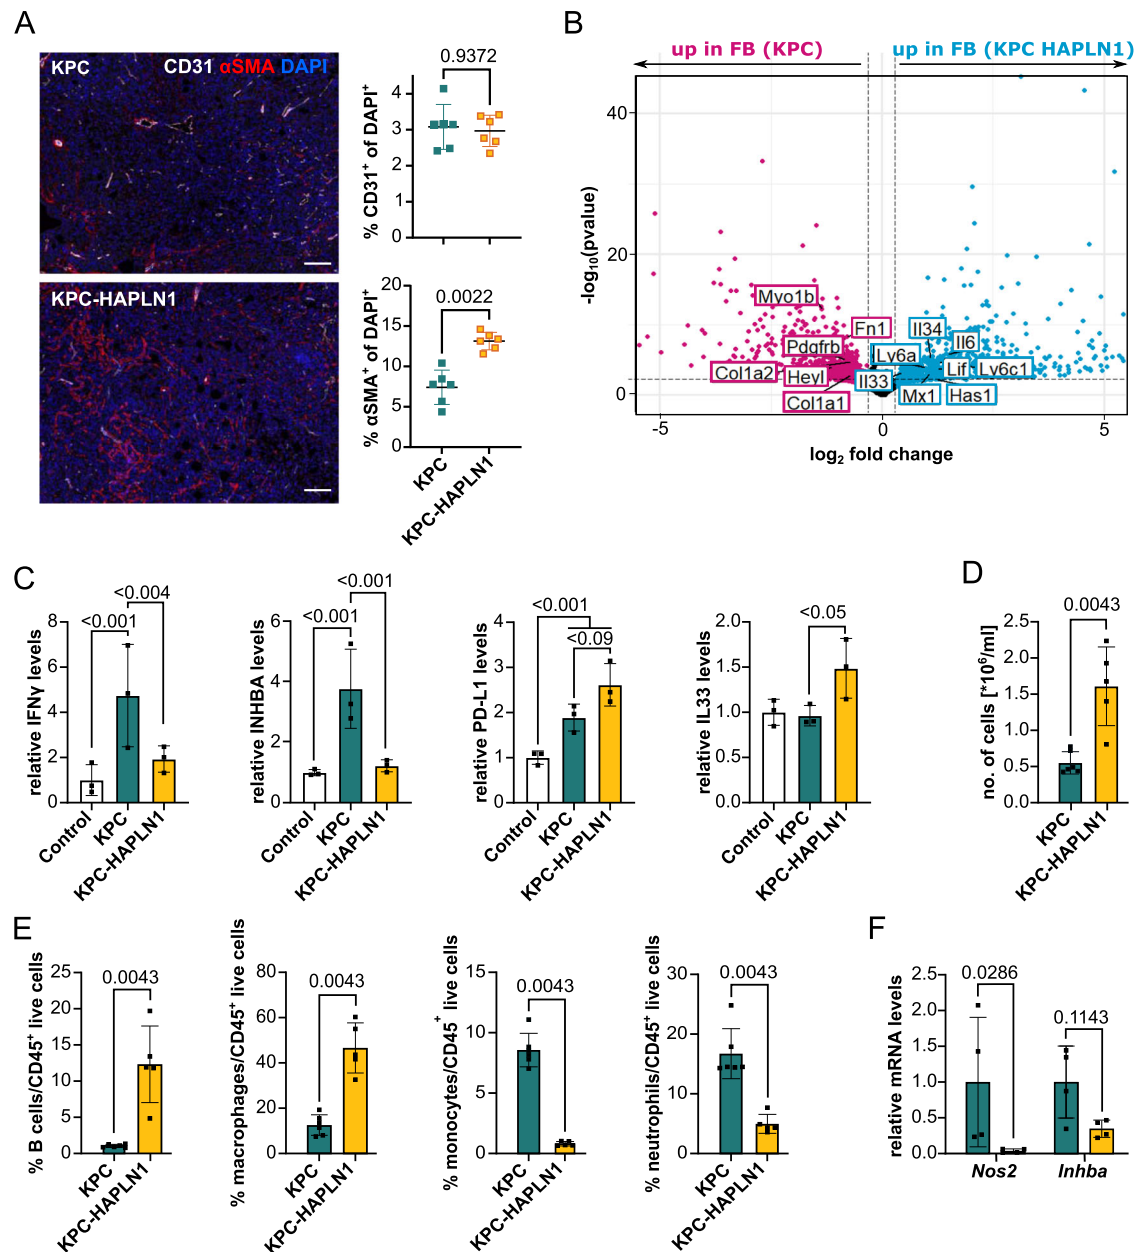 A
KPC
CD31 αSMA DAPI
KPC-HAPLN1
% CD31⁺ of DAPI⁺
0.9372
5
4
3
2
1
0
% αSMA⁺ of DAPI⁺
0.0022
20
15
10
5
0
KPC
KPC-HAPLN1
B
up in FB (KPC)
up in FB (KPC HAPLN1)
-log₁₀(pvalue)
40
20
0
Myo1b
Fn1
Il34
Pdgfrb
Ly6a
Il6
Col1a2
Heyl
Il33
Lif
Ly6c1
Col1a1
Mx1
Has1
-5
0
5
log₂ fold change
C
relative IFNγ levels
<0.004
<0.001
8
6
4
2
0
Control
KPC
KPC-HAPLN1
relative INHBA levels
<0.001
<0.001
6
4
2
0
Control
KPC
KPC-HAPLN1
relative PD-L1 levels
<0.001
<0.09
4
3
2
1
0
Control
KPC
KPC-HAPLN1
relative IL33 levels
<0.05
2.0
1.5
1.0
0.5
0.0
Control
KPC
KPC-HAPLN1
D
no. of cells [*10⁶/ml]
0.0043
2.5
2.0
1.5
1.0
0.5
0.0
KPC
KPC-HAPLN1
E
% B cells/CD45⁺ live cells
0.0043
25
20
15
10
5
0
KPC
KPC-HAPLN1
% macrophages/CD45⁺ live cells
0.0043
80
60
40
20
0
KPC
KPC-HAPLN1
% monocytes/CD45⁺ live cells
0.0043
15
10
5
0
KPC
KPC-HAPLN1
% neutrophils/CD45⁺ live cells
0.0043
30
20
10
0
KPC
KPC-HAPLN1
F
relative mRNA levels
0.0286
0.1143
2.5
2.0
1.5
1.0
0.5
0.0
Nos2
Inhba